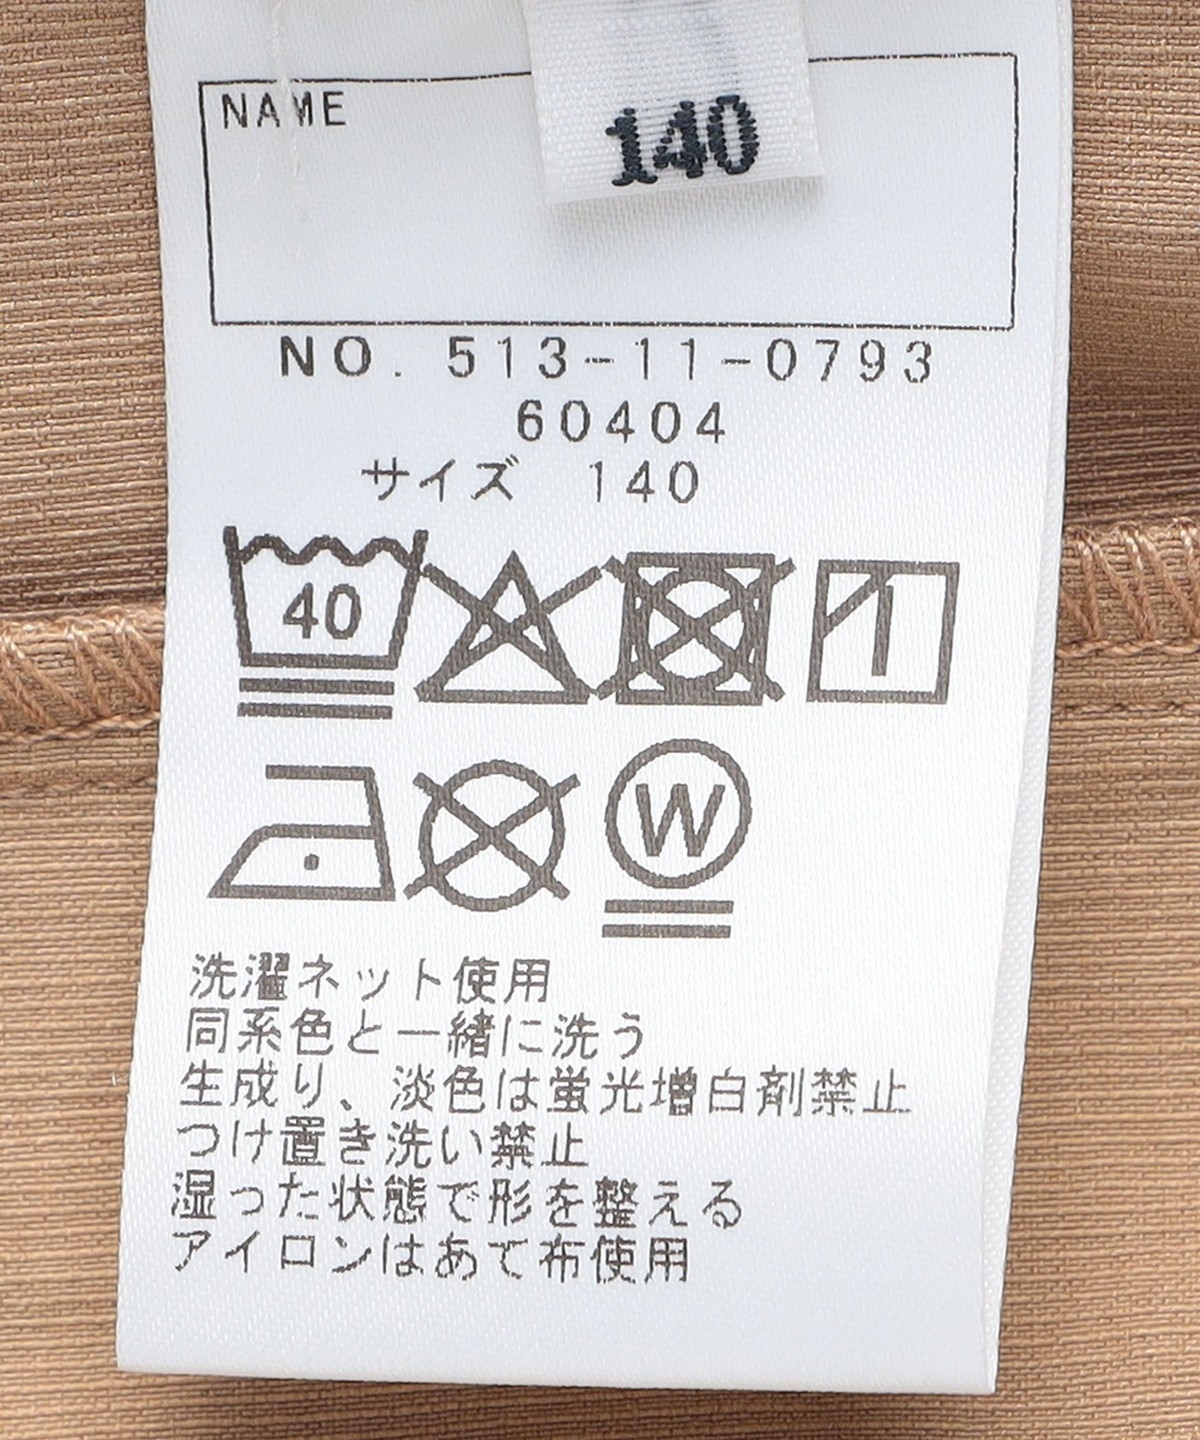 140
NAME
NO. 513-11-0793
60404
サイズ 140
40
W
洗濯ネット使用
同系色と一緒に洗う
生成り、淡色は蛍光増白剤禁止
つけ置き洗い禁止
湿った状態で形を整える
アイロンはあて布使用